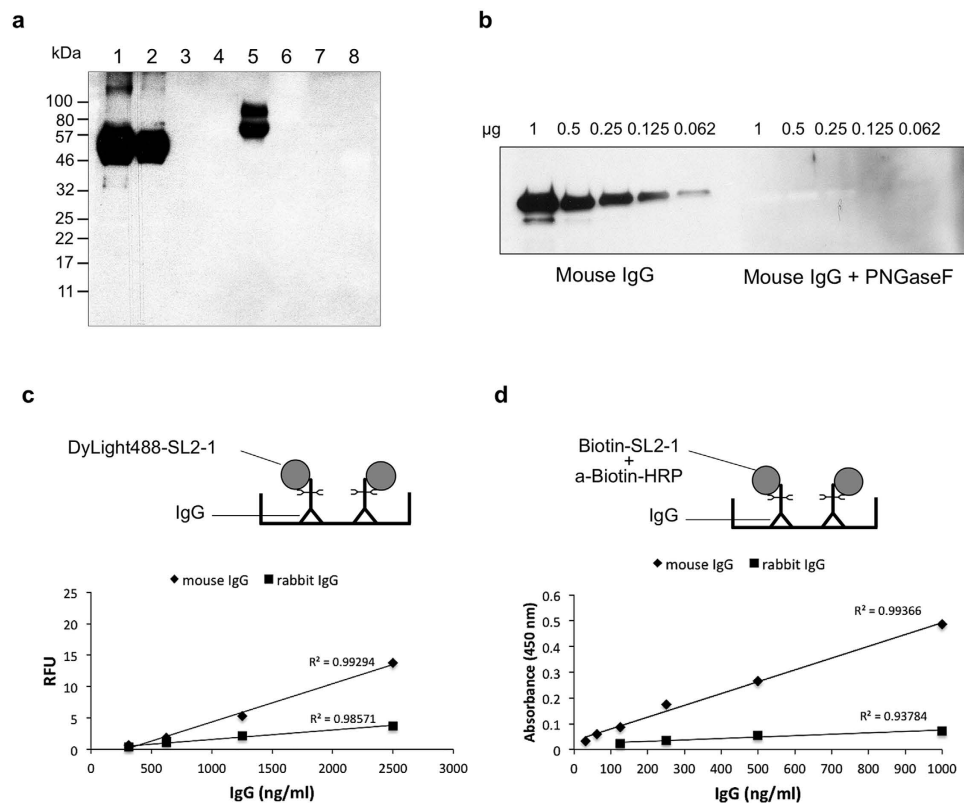 a
kDa 1 2 3 4 5 6 7 8
100
80
57
46
32
25
22
17
11
b
µg 1 0.5 0.25 0.125 0.062 1 0.5 0.25 0.125 0.062
Mouse IgG Mouse IgG + PNGaseF
c
DyLight488-SL2-1
IgG
mouse IgG rabbit IgG
25
20
15
10
5
0
RFU
R² = 0.99294
R² = 0.98571
0 500 1000 1500 2000 2500 3000
IgG (ng/ml)
d
Biotin-SL2-1
+
a-Biotin-HRP
IgG
mouse IgG rabbit IgG
0.6
0.5
0.4
0.3
0.2
0.1
0
Absorbance (450 nm)
R² = 0.99366
R² = 0.93784
0 100 200 300 400 500 600 700 800 900 1000
IgG (ng/ml)